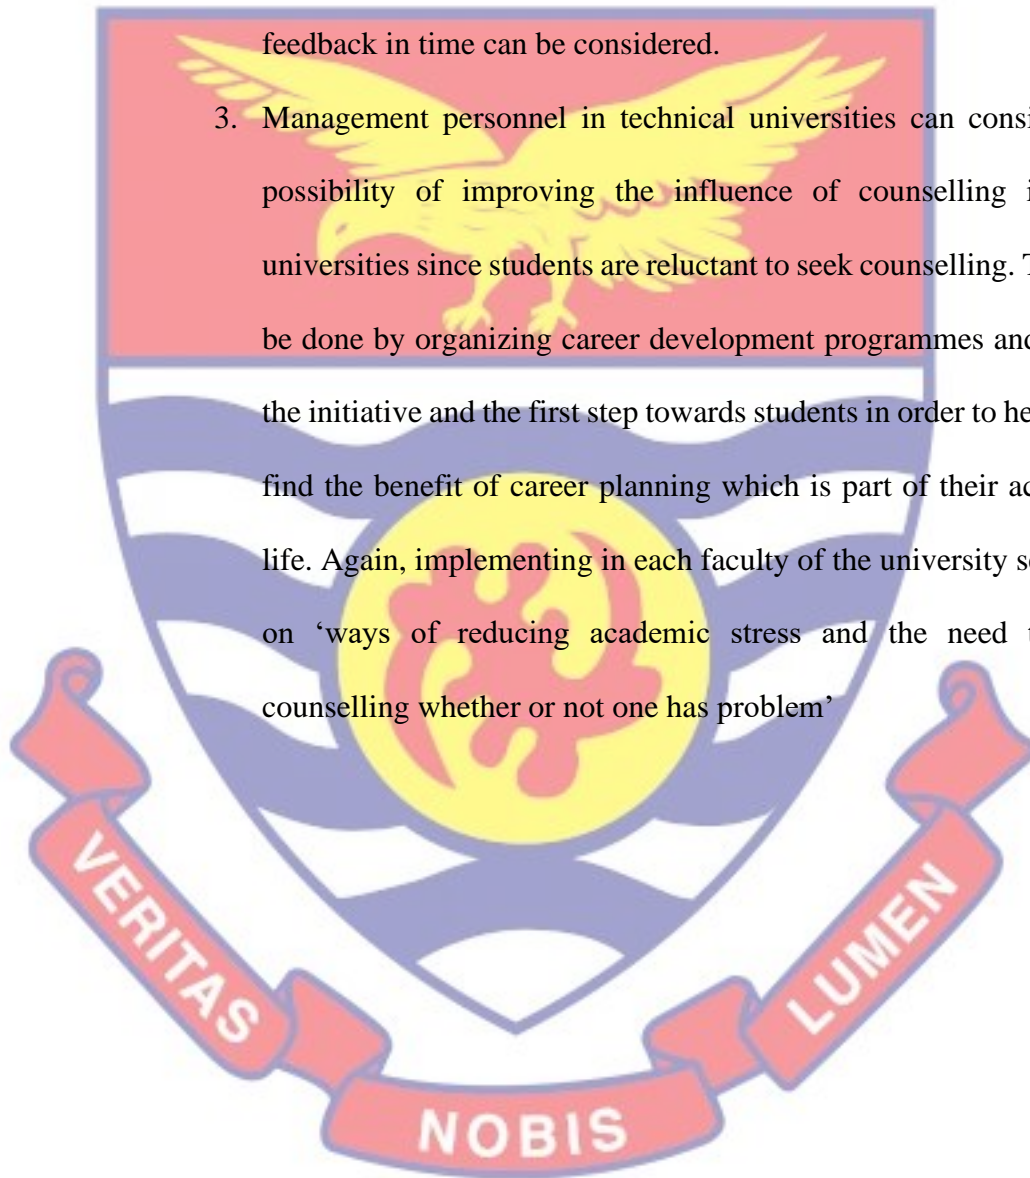 feedback in time can be considered.
3. Management personnel in technical universities can
possibility of improving the influence of counselling
universities since students are reluctant to seek counselling.
be done by organizing career development programmes and
the initiative and the first step towards students in order to
find the benefit of career planning which is part of their
life. Again, implementing in each faculty of the university
on ‘ways of reducing academic stress and the need
counselling whether or not one has problem’
VERITAS
NOBIS
LUMEN